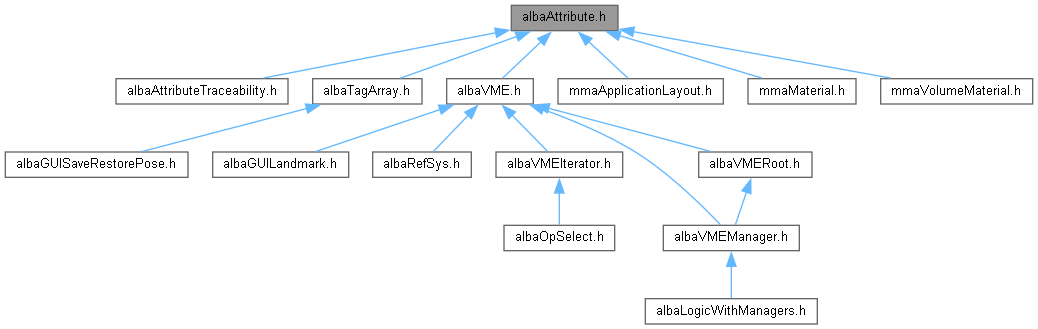 albaAttribute.h
albaAttributeTraceability.h
albaTagArray.h
albaVME.h
mmaApplicationLayout.h
mmaMaterial.h
mmaVolumeMaterial.h
albaGUISaveRestorePose.h
albaGUILandmark.h
albaRefSys.h
albaVMEIterator.h
albaVMERoot.h
albaOpSelect.h
albaVMEManager.h
albaLogicWithManagers.h